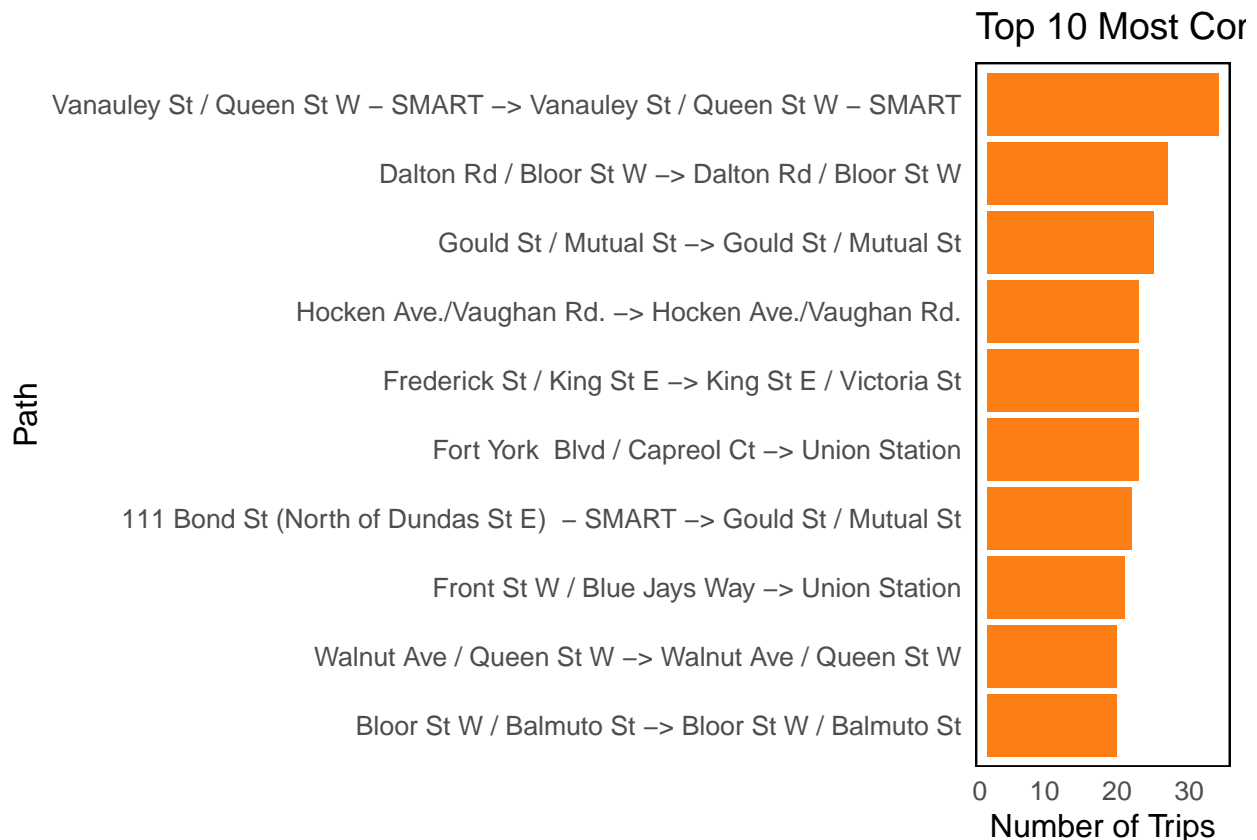 Top 10 Most Cor
Vanauley St / Queen St W – SMART –> Vanauley St / Queen St W – SMART
Dalton Rd / Bloor St W –> Dalton Rd / Bloor St W
Gould St / Mutual St –> Gould St / Mutual St
Hocken Ave./Vaughan Rd. –> Hocken Ave./Vaughan Rd.
Frederick St / King St E –> King St E / Victoria St
Fort York  Blvd / Capreol Ct –> Union Station
111 Bond St (North of Dundas St E)  – SMART –> Gould St / Mutual St
Front St W / Blue Jays Way –> Union Station
Walnut Ave / Queen St W –> Walnut Ave / Queen St W
Bloor St W / Balmuto St –> Bloor St W / Balmuto St
Path
0 10 20 30
Number of Trips